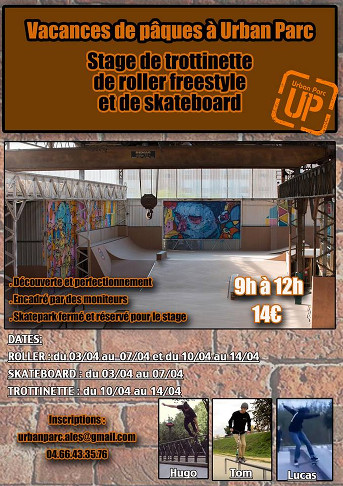 Vacances de pâques à Urban Parc
Stage de trottinette
de roller freestyle
et de skateboard
Urban Parc
UP
. Découverte et perfectionnement
. Encadré par des moniteurs
. Skatepark fermé et réservé pour le stage
9h à 12h
14€
DATES:
ROLLER : du 03/04 au 07/04 et du 10/04 au 14/04
SKATEBOARD : du 03/04 au 07/04
TROTTINETTE : du 10/04 au 14/04
Inscriptions :
urbanparc.ales@gmail.com
04.66.43.35.76
Hugo
Tom
Lucas